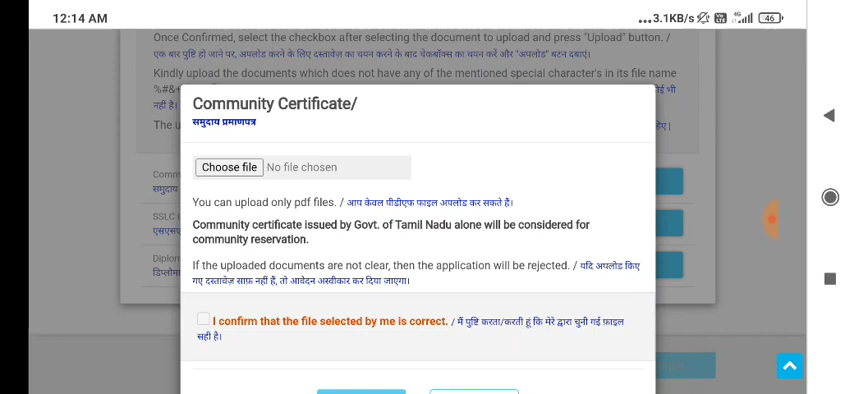 12:14 AM
...3.1KB/s
4G
46
Once Confirmed, select the checkbox after selecting the document to upload and press "Upload" button. /
एक बार पुष्टि हो जाने पर, अपलोड करने के लिए दस्तावेज़ का चयन करने के बाद चेकबॉक्स का चयन करें और "अपलोड" बटन दबाएं।
Kindly upload the documents which does not have any of the mentioned special character's in its file name
%#&+
ई भी
नहीं है।
The u
हिए |
Community Certificate/
समुदाय प्रमाणपत्र
Choose file No file chosen
You can upload only pdf files. / आप केवल पीडीएफ फाइल अपलोड कर सकते हैं।
Community certificate issued by Govt. of Tamil Nadu alone will be considered for
community reservation.
If the uploaded documents are not clear, then the application will be rejected. / यदि अपलोड किए
गए दस्तावेज़ साफ़ नहीं हैं, तो आवेदन अस्वीकार कर दिया जाएगा।
I confirm that the file selected by me is correct. / मैं पुष्टि करता/करती हूं कि मेरे द्वारा चुनी गई फ़ाइल
सही है।
Comm
समुदाय
SSLC
एसएसए
Diplon
डिप्लोमा